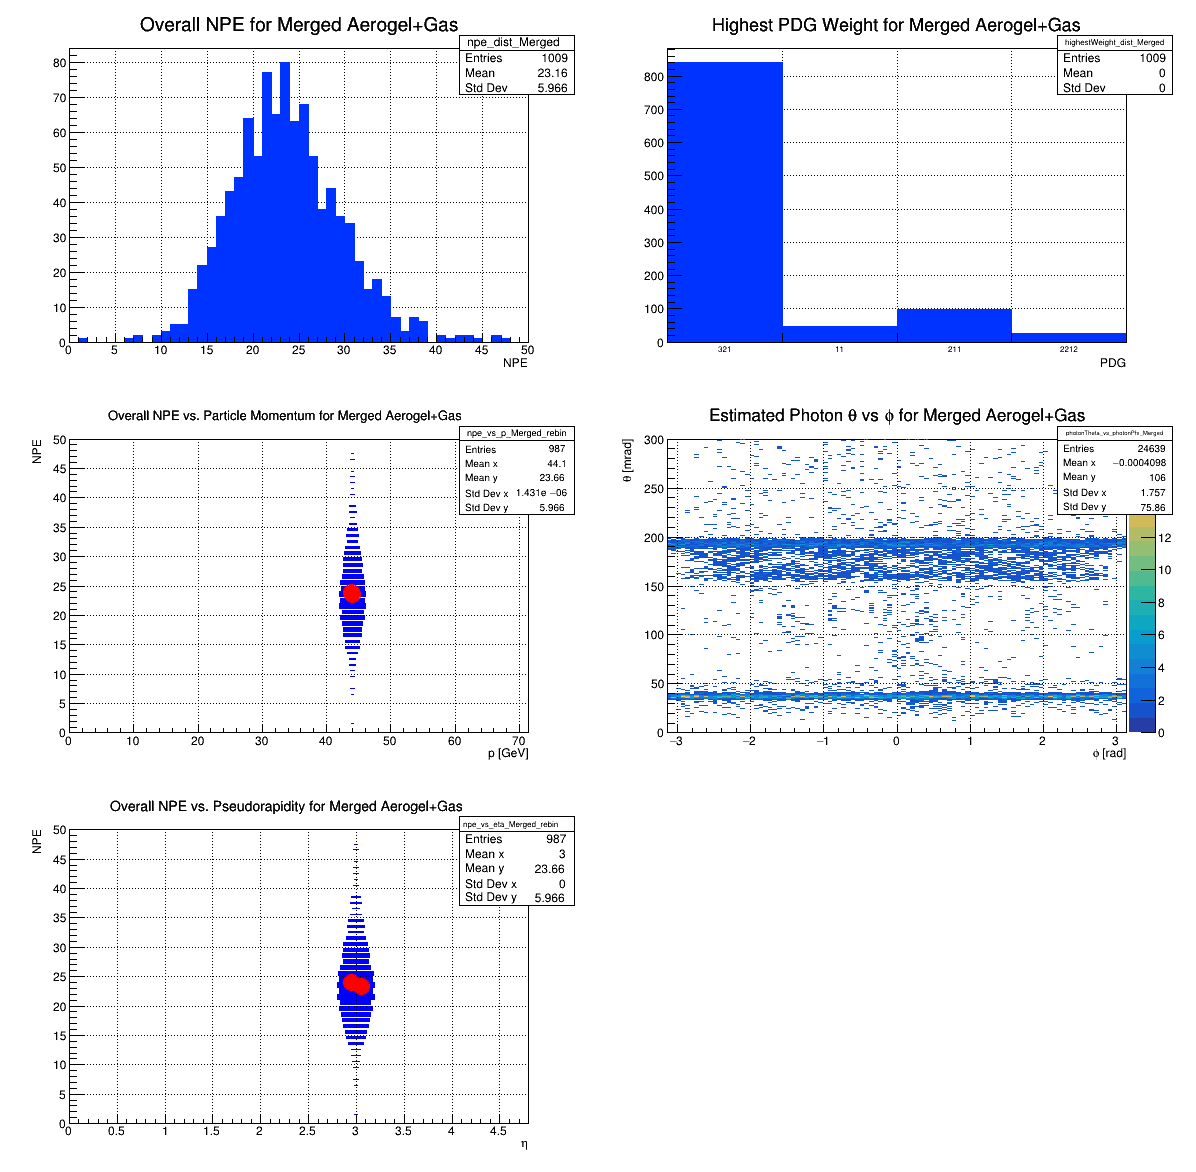 Overall NPE for Merged Aerogel+Gas
npe_dist_Merged
Entries 1009
Mean 23.16
Std Dev 5.966
80
70
60
50
40
30
20
10
0
0 5 10 15 20 25 30 35 40 45 50
NPE
Highest PDG Weight for Merged Aerogel+Gas
highestWeight_dist_Merged
Entries 1009
Mean 0
Std Dev 0
800
700
600
500
400
300
200
100
0
321 11 211 2212
PDG
Overall NPE vs. Particle Momentum for Merged Aerogel+Gas
npe_vs_p_Merged_rebin
Entries 987
Mean x 44.1
Mean y 23.66
Std Dev x 1.431e −06
Std Dev y 5.966
NPE
50
45
40
35
30
25
20
15
10
5
0
0 10 20 30 40 50 60 70
p [GeV]
Estimated Photon θ vs ϕ for Merged Aerogel+Gas
photonTheta_vs_photonPhi_Merged
Entries 24639
Mean x −0.0004098
Mean y 106
Std Dev x 1.757
Std Dev y 75.86
θ [mrad]
300
250
200
150
100
50
0
−3 −2 −1 0 1 2 3
ϕ [rad]
12
10
8
6
4
2
0
Overall NPE vs. Pseudorapidity for Merged Aerogel+Gas
npe_vs_eta_Merged_rebin
Entries 987
Mean x 3
Mean y 23.66
Std Dev x 0
Std Dev y 5.966
NPE
50
45
40
35
30
25
20
15
10
5
0
0 0.5 1 1.5 2 2.5 3 3.5 4 4.5
η